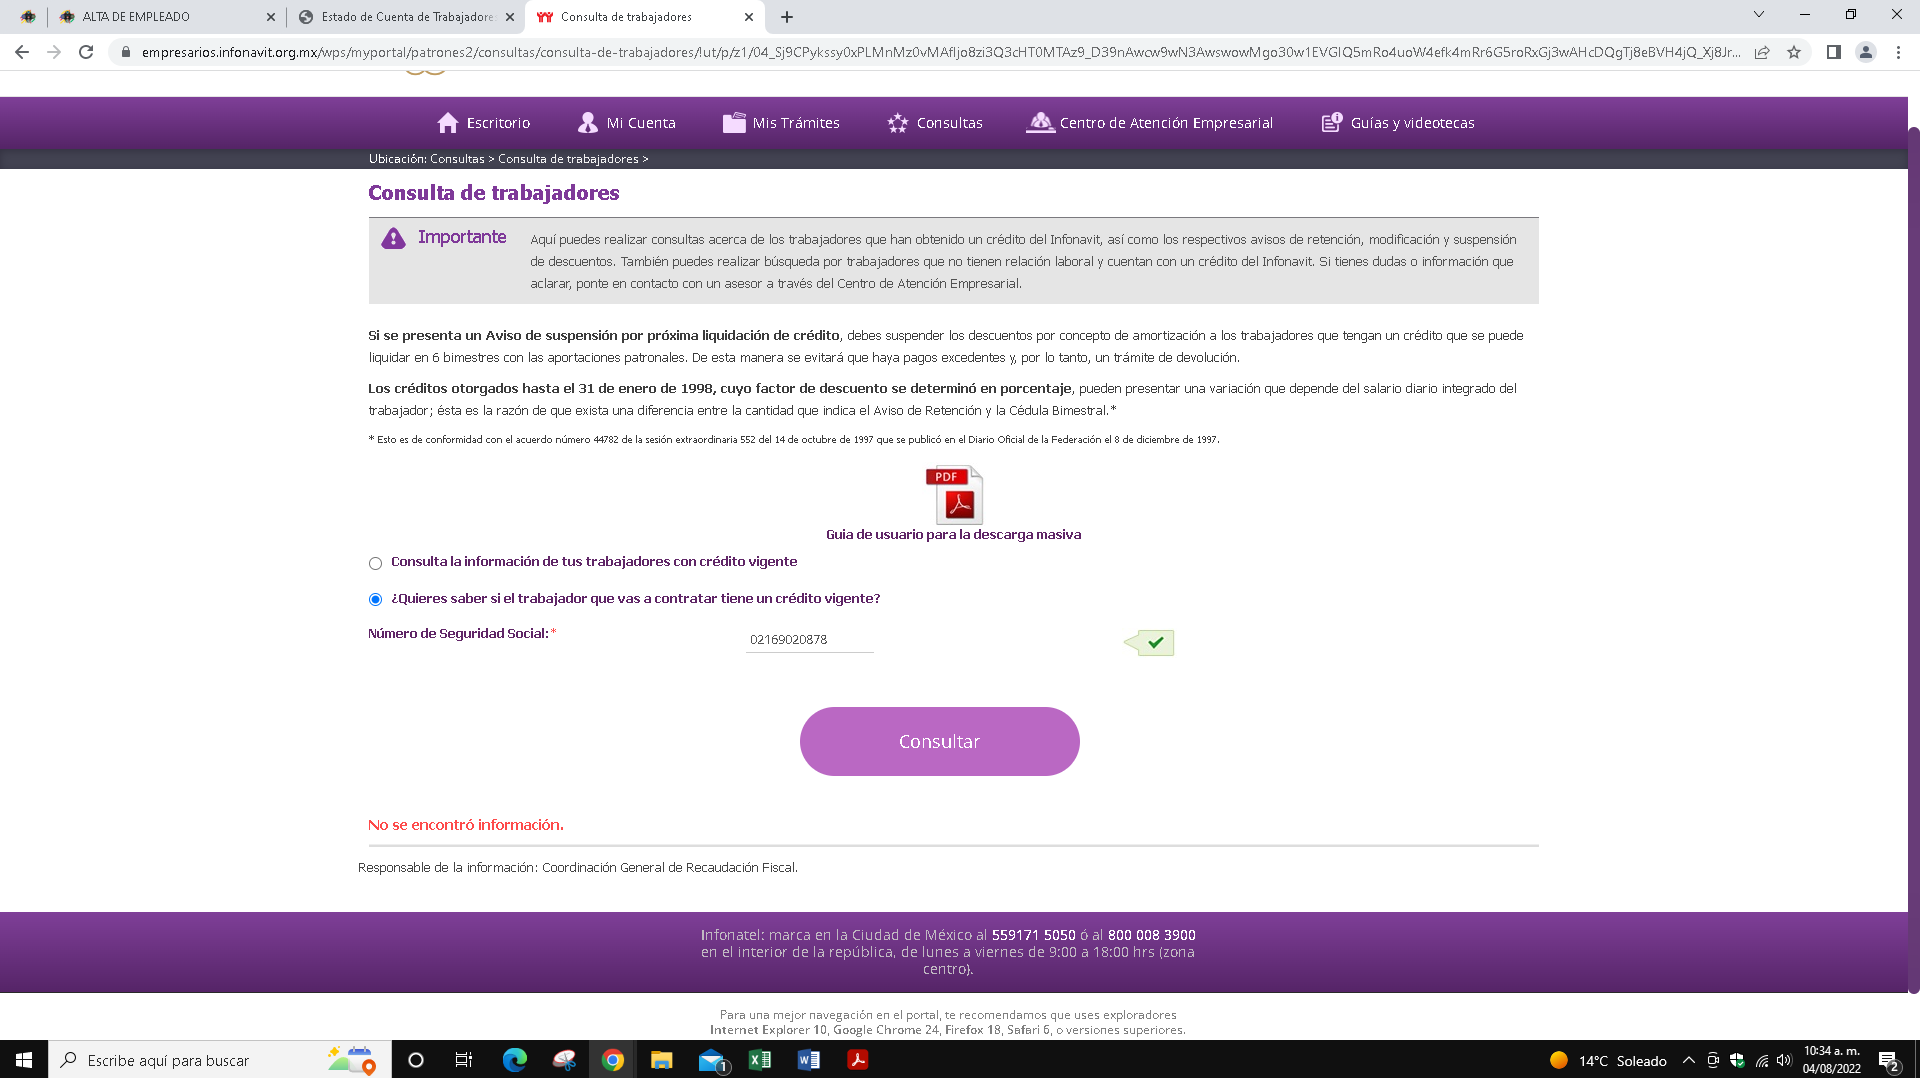 ALTA DE EMPLEADO
Estado de Cuenta de Trabajadores
Consulta de trabajadores
Escritorio
Mi Cuenta
Mis Trámites
Consultas
Centro de Atención Empresarial
Guías y videotecas
Ubicación: Consultas > Consulta de trabajadores >
Consulta de trabajadores
Importante
Aquí puedes realizar consultas acerca de los trabajadores que han obtenido un crédito del Infonavit, así como los respectivos avisos de retención, modificación y suspensión
de descuentos. También puedes realizar búsqueda por trabajadores que no tienen relación laboral y cuentan con un crédito del Infonavit. Si tienes dudas o información que
aclarar, ponte en contacto con un asesor a través del Centro de Atención Empresarial.
Si se presenta un Aviso de suspensión por próxima liquidación de crédito, debes suspender los descuentos por concepto de amortización a los trabajadores que tengan un crédito que se puede
liquidar en 6 bimestres con las aportaciones patronales. De esta manera se evitará que haya pagos excedentes y, por lo tanto, un trámite de devolución.
Los créditos otorgados hasta el 31 de enero de 1998, cuyo factor de descuento se determinó en porcentaje, pueden presentar una variación que depende del salario diario integrado del
trabajador; ésta es la razón de que exista una diferencia entre la cantidad que indica el Aviso de Retención y la Cédula Bimestral.*
* Esto es de conformidad con el acuerdo número 44782 de la sesión extraordinaria 552 del 14 de octubre de 1997 que se publicó en el Diario Oficial de la Federación el 8 de diciembre de 1997.
PDF
Guia de usuario para la descarga masiva
Consulta la información de tus trabajadores con crédito vigente
¿Quieres saber si el trabajador que vas a contratar tiene un crédito vigente?
Número de Seguridad Social:*
02169020878
Consultar
No se encontró información.
Responsable de la información: Coordinación General de Recaudación Fiscal.
Infonatel: marca en la Ciudad de México al 559171 5050 ó al 800 008 3900
en el interior de la república, de lunes a viernes de 9:00 a 18:00 hrs (zona
centro).
Para una mejor navegación en el portal, te recomendamos que uses exploradores
Internet Explorer 10, Google Chrome 24, Firefox 18, Safari 6, o versiones superiores.
Escribe aquí para buscar
1
14°C Soleado
10:34 a. m.
04/08/2022
2